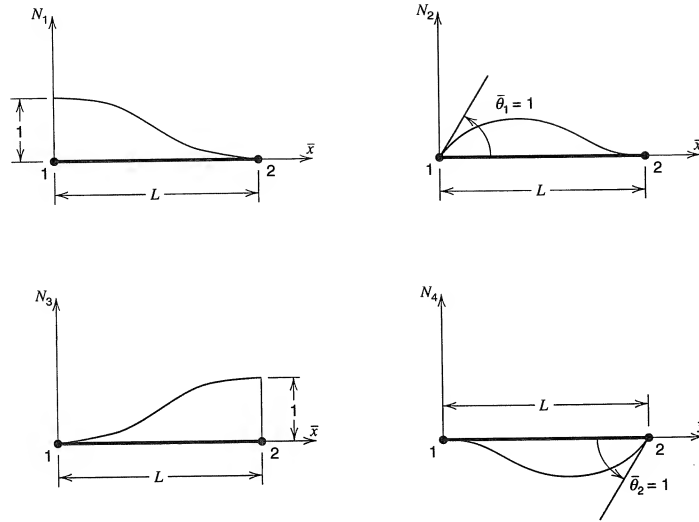 N₁
1
x̄
1
2
L
N₂
θ̄₁ = 1
x̄
1
2
L
N₃
1
x̄
1
2
L
N₄
L
1
2
θ̄₂ = 1